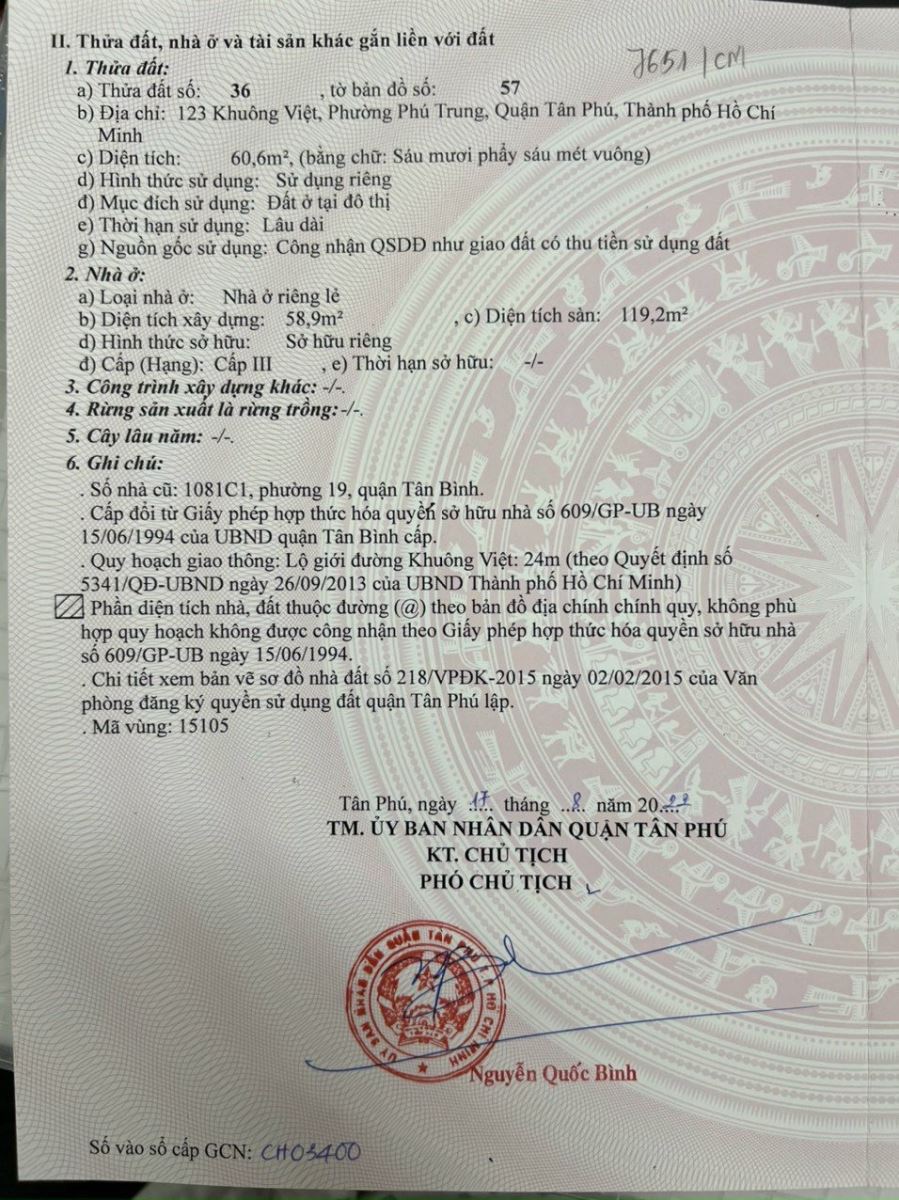 II. Thửa đất, nhà ở và tài sản khác gắn liền với đất
7651/CM
1. Thửa đất:
a) Thửa đất số: 36 , tờ bản đồ số: 57
b) Địa chỉ: 123 Khuông Việt, Phường Phú Trung, Quận Tân Phú, Thành phố Hồ Chí
Minh
c) Diện tích: 60,6m², (bằng chữ: Sáu mươi phẩy sáu mét vuông)
d) Hình thức sử dụng: Sử dụng riêng
đ) Mục đích sử dụng: Đất ở tại đô thị
e) Thời hạn sử dụng: Lâu dài
g) Nguồn gốc sử dụng: Công nhận QSDĐ như giao đất có thu tiền sử dụng đất
2. Nhà ở:
a) Loại nhà ở: Nhà ở riêng lẻ
b) Diện tích xây dựng: 58,9m² , c) Diện tích sàn: 119,2m²
d) Hình thức sở hữu: Sở hữu riêng
đ) Cấp (Hạng): Cấp III , e) Thời hạn sở hữu: -/-
3. Công trình xây dựng khác: -/-.
4. Rừng sản xuất là rừng trồng: -/-.
5. Cây lâu năm: -/-.
6. Ghi chú:
. Số nhà cũ: 1081C1, phường 19, quận Tân Bình.
. Cấp đổi từ Giấy phép hợp thức hóa quyền sở hữu nhà số 609/GP-UB ngày
15/06/1994 của UBND quận Tân Bình cấp.
. Quy hoạch giao thông: Lộ giới đường Khuông Việt: 24m (theo Quyết định số
5341/QĐ-UBND ngày 26/09/2013 của UBND Thành phố Hồ Chí Minh)
Phần diện tích nhà, đất thuộc đường (@) theo bản đồ địa chính chính quy, không phù
hợp quy hoạch không được công nhận theo Giấy phép hợp thức hóa quyền sở hữu nhà
số 609/GP-UB ngày 15/06/1994.
. Chi tiết xem bản vẽ sơ đồ nhà đất số 218/VPĐK-2015 ngày 02/02/2015 của Văn
phòng đăng ký quyền sử dụng đất quận Tân Phú lập.
. Mã vùng: 15105
Tân Phú, ngày 17 tháng 8 năm 2022
TM. ỦY BAN NHÂN DÂN QUẬN TÂN PHÚ
KT. CHỦ TỊCH
PHÓ CHỦ TỊCH
ỦY BAN NHÂN DÂN QUẬN TÂN PHÚ T.P HỒ CHÍ MINH
Nguyễn Quốc Bình
Số vào sổ cấp GCN: CH03400